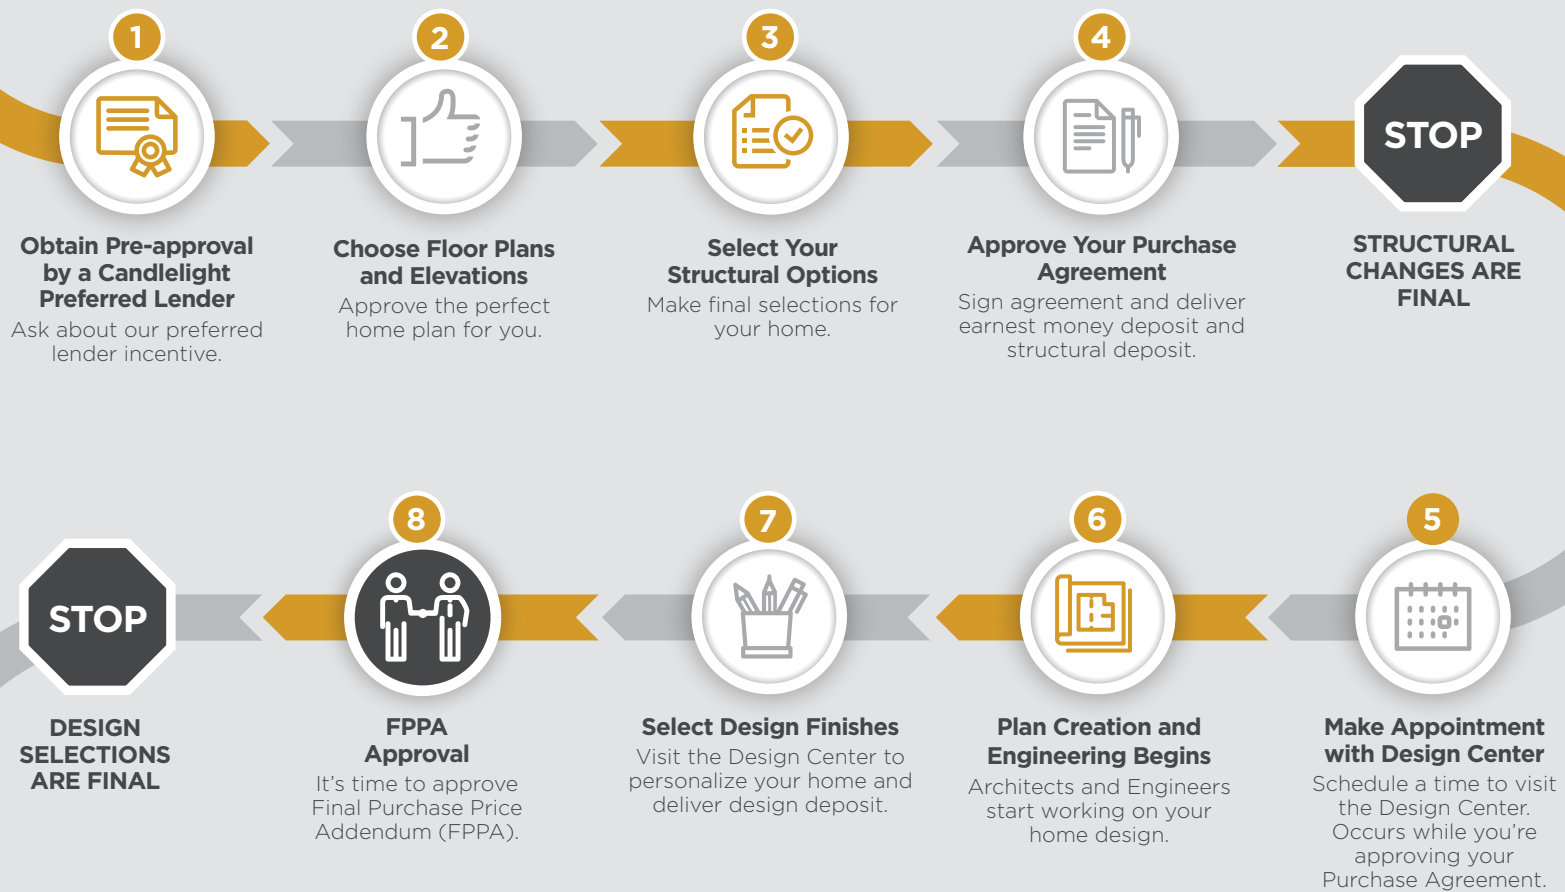 1
Obtain Pre-approval
by a Candlelight
Preferred Lender
Ask about our preferred
lender incentive.
2
Choose Floor Plans
and Elevations
Approve the perfect
home plan for you.
3
Select Your
Structural Options
Make final selections for
your home.
4
Approve Your Purchase
Agreement
Sign agreement and deliver
earnest money deposit and
structural deposit.
STOP
STRUCTURAL
CHANGES ARE
FINAL
5
Make Appointment
with Design Center
Schedule a time to visit
the Design Center.
Occurs while you’re
approving your
Purchase Agreement.
6
Plan Creation and
Engineering Begins
Architects and Engineers
start working on your
home design.
7
Select Design Finishes
Visit the Design Center to
personalize your home and
deliver design deposit.
8
FPPA
Approval
It’s time to approve
Final Purchase Price
Addendum (FPPA).
STOP
DESIGN
SELECTIONS
ARE FINAL